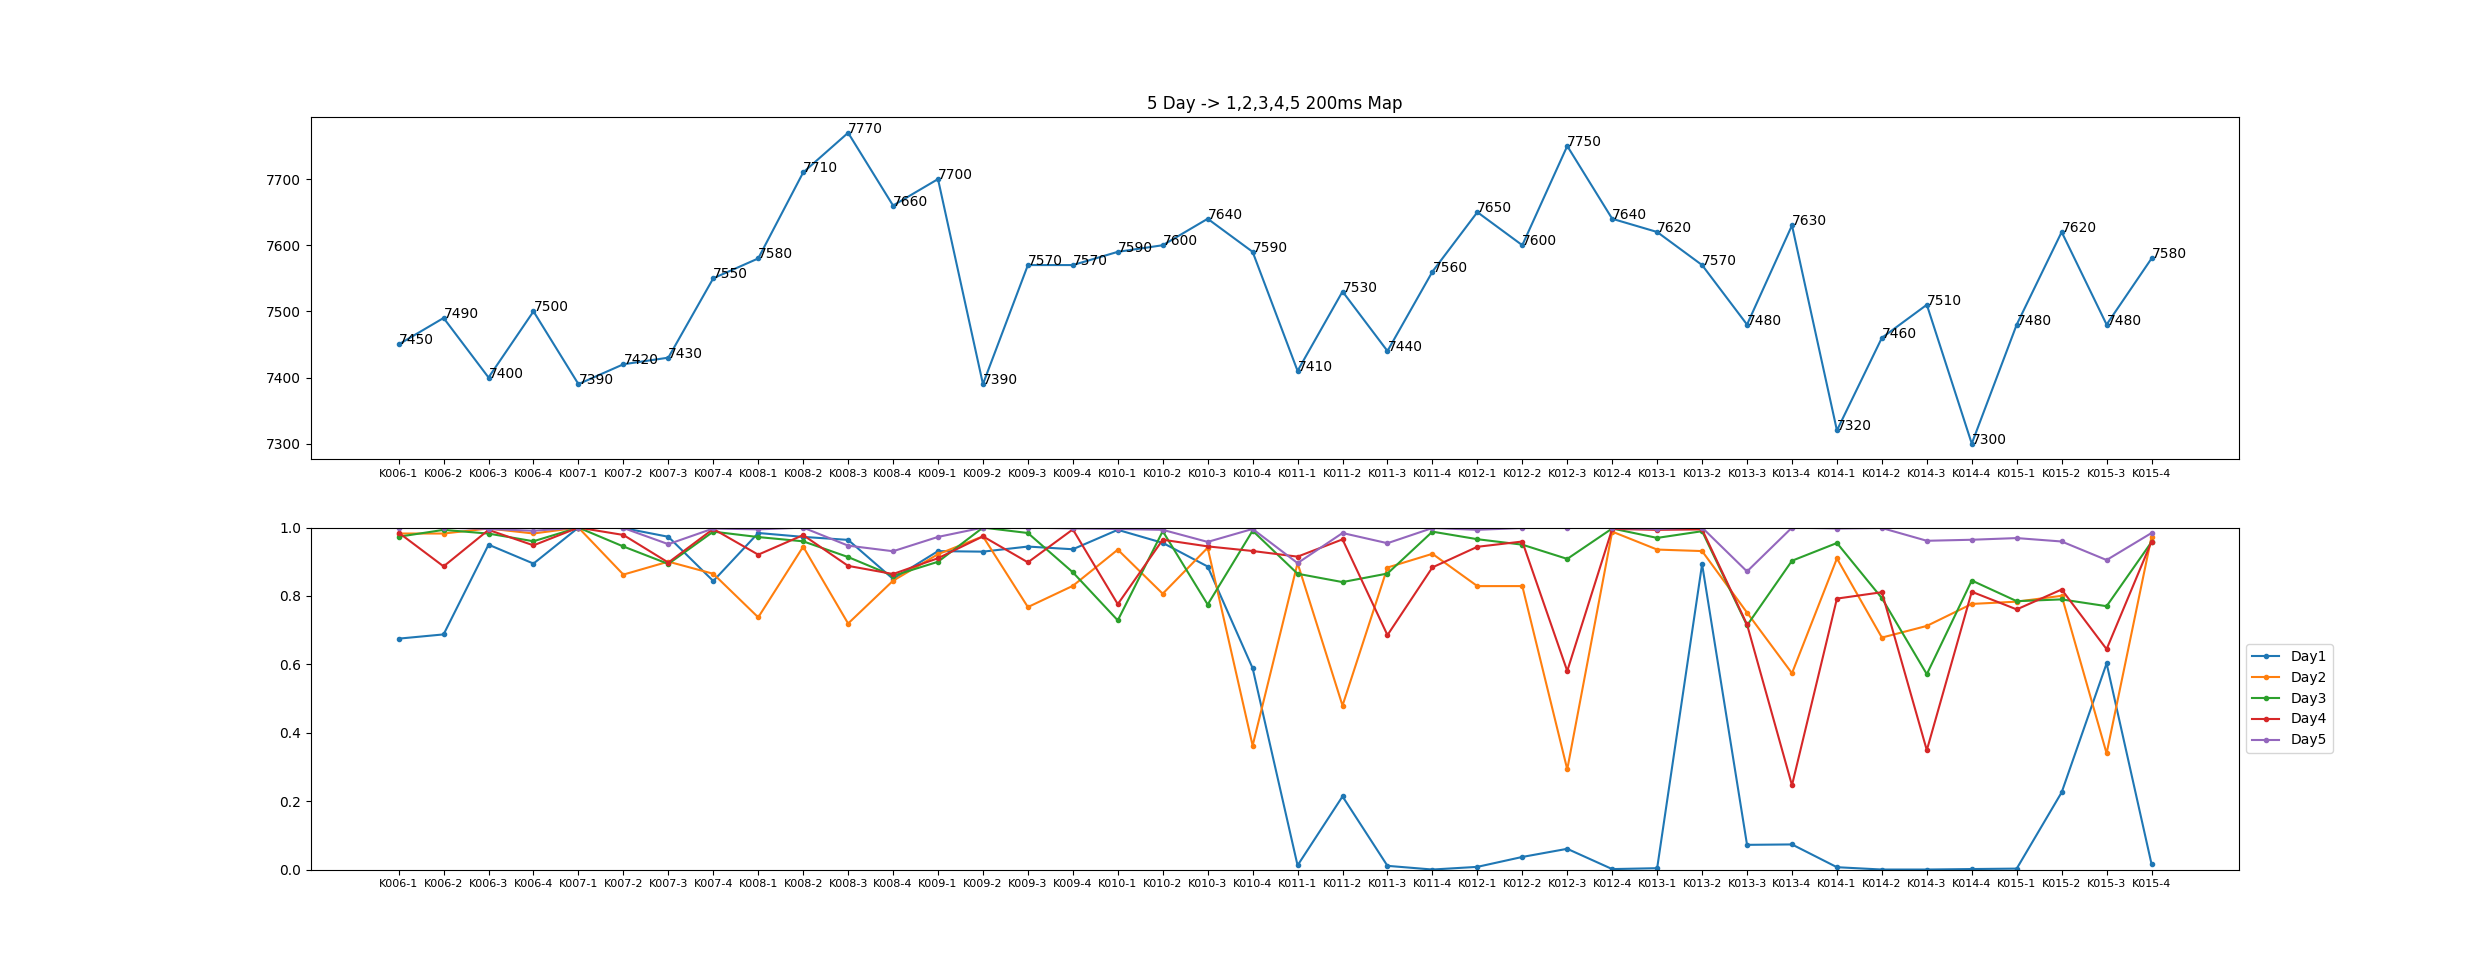 5 Day -> 1,2,3,4,5 200ms Map
7700
7600
7500
7400
7300
7450 7490 7400 7500 7390 7420 7430 7550 7580 7710 7770 7660 7700 7390 7570 7570 7590 7600 7640 7590 7410 7530 7440 7560 7650 7600 7750 7640 7620 7570 7480 7630 7320 7460 7510 7300 7480 7620 7480 7580
K006-1 K006-2 K006-3 K006-4 K007-1 K007-2 K007-3 K007-4 K008-1 K008-2 K008-3 K008-4 K009-1 K009-2 K009-3 K009-4 K010-1 K010-2 K010-3 K010-4 K011-1 K011-2 K011-3 K011-4 K012-1 K012-2 K012-3 K012-4 K013-1 K013-2 K013-3 K013-4 K014-1 K014-2 K014-3 K014-4 K015-1 K015-2 K015-3 K015-4
1.0
0.8
0.6
0.4
0.2
0.0
K006-1 K006-2 K006-3 K006-4 K007-1 K007-2 K007-3 K007-4 K008-1 K008-2 K008-3 K008-4 K009-1 K009-2 K009-3 K009-4 K010-1 K010-2 K010-3 K010-4 K011-1 K011-2 K011-3 K011-4 K012-1 K012-2 K012-3 K012-4 K013-1 K013-2 K013-3 K013-4 K014-1 K014-2 K014-3 K014-4 K015-1 K015-2 K015-3 K015-4
Day1
Day2
Day3
Day4
Day5